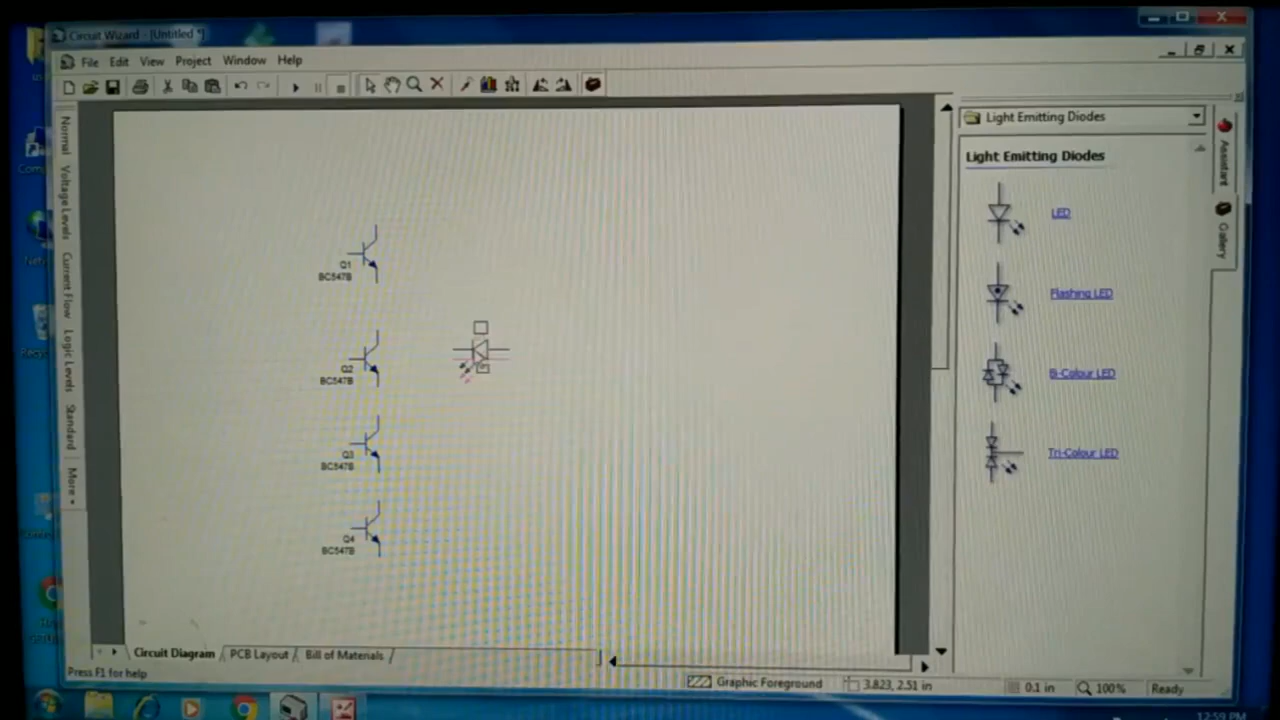 Circuit Wizard - [Untitled *]
File Edit View Project Window Help
Normal
Voltage Levels
Current Flow
Logic Levels
Standard
More
Light Emitting Diodes
Light Emitting Diodes
LED
Flashing LED
Bi-Colour LED
Tri-Colour LED
Assistant
Gallery
Q1
BC547B
Q2
BC547B
Q3
BC547B
Q4
BC547B
Circuit Diagram PCB Layout Bill of Materials
Press F1 for help
Graphic Foreground 3.823, 2.51 in 0.1 in 100% Ready
12:59 PM